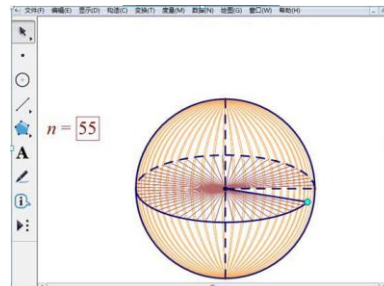 文件(F) 编辑(E) 显示(D) 构造(C) 变换(T) 度量(M) 数据(N) 绘图(G) 窗口(W) 帮助(H)
n = 55
A